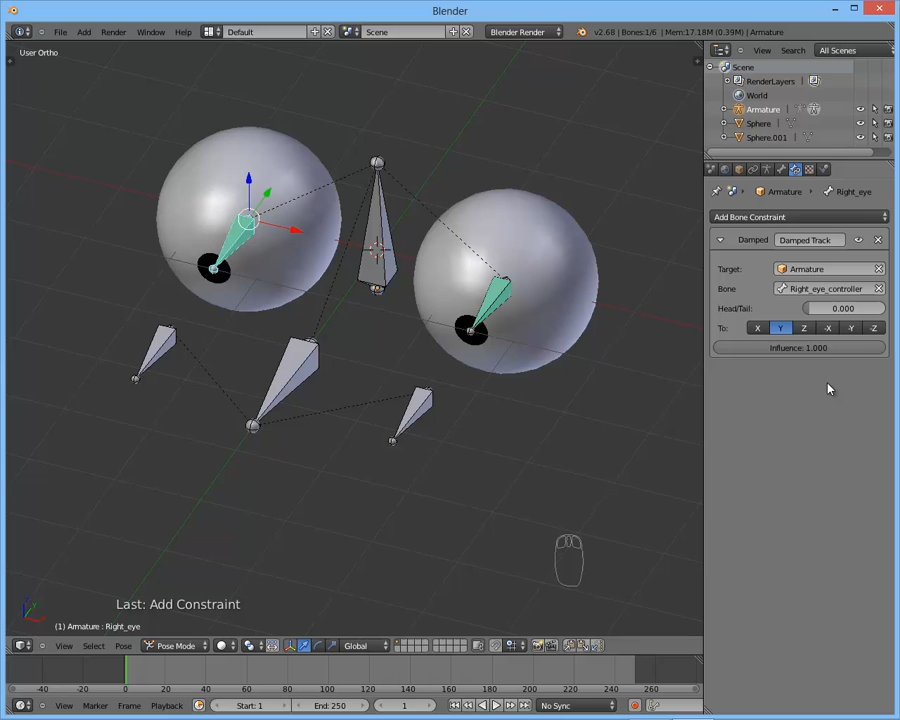 Blender
File Add Render Window Help Default Scene Blender Render v2.68 | Bones:1/6 | Mem:17.18M (0.39M) | Armature
User Ortho
View Search All Scenes
Scene
RenderLayers
World
Armature
Sphere
Sphere.001
Armature Right_eye
Add Bone Constraint
Damped Damped Track
Target: Armature
Bone Right_eye_controller
Head/Tail: 0.000
To: X Y Z -X -Y -Z
Influence: 1.000
Last: Add Constraint
(1) Armature : Right_eye
View Select Pose Pose Mode Global
-40 -20 0 20 40 60 80 100 120 140 160 180 200 220 240 260
View Marker Frame Playback Start: 1 End: 250 1 No Sync